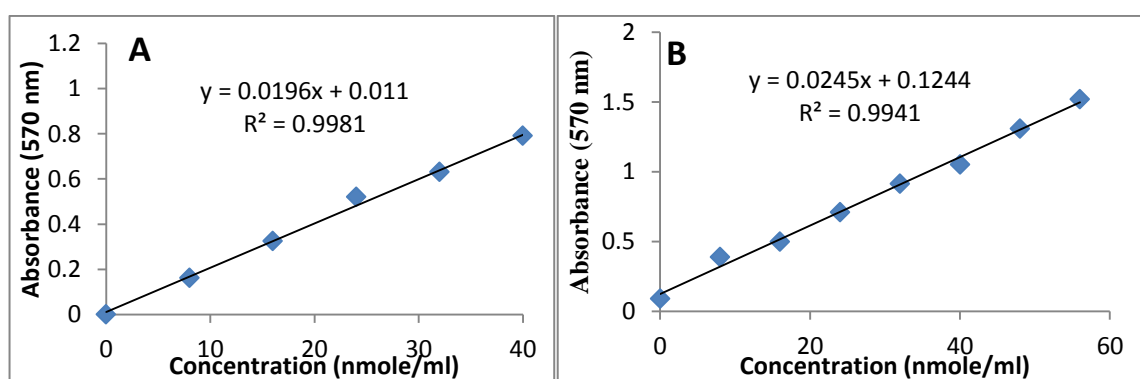 A
y = 0.0196x + 0.011
R² = 0.9981
Absorbance (570 nm)
1.2
1
0.8
0.6
0.4
0.2
0
0 10 20 30 40
Concentration (nmole/ml)
B
y = 0.0245x + 0.1244
R² = 0.9941
Absorbance (570 nm)
2
1.5
1
0.5
0
0 20 40 60
Concentration (nmole/ml)